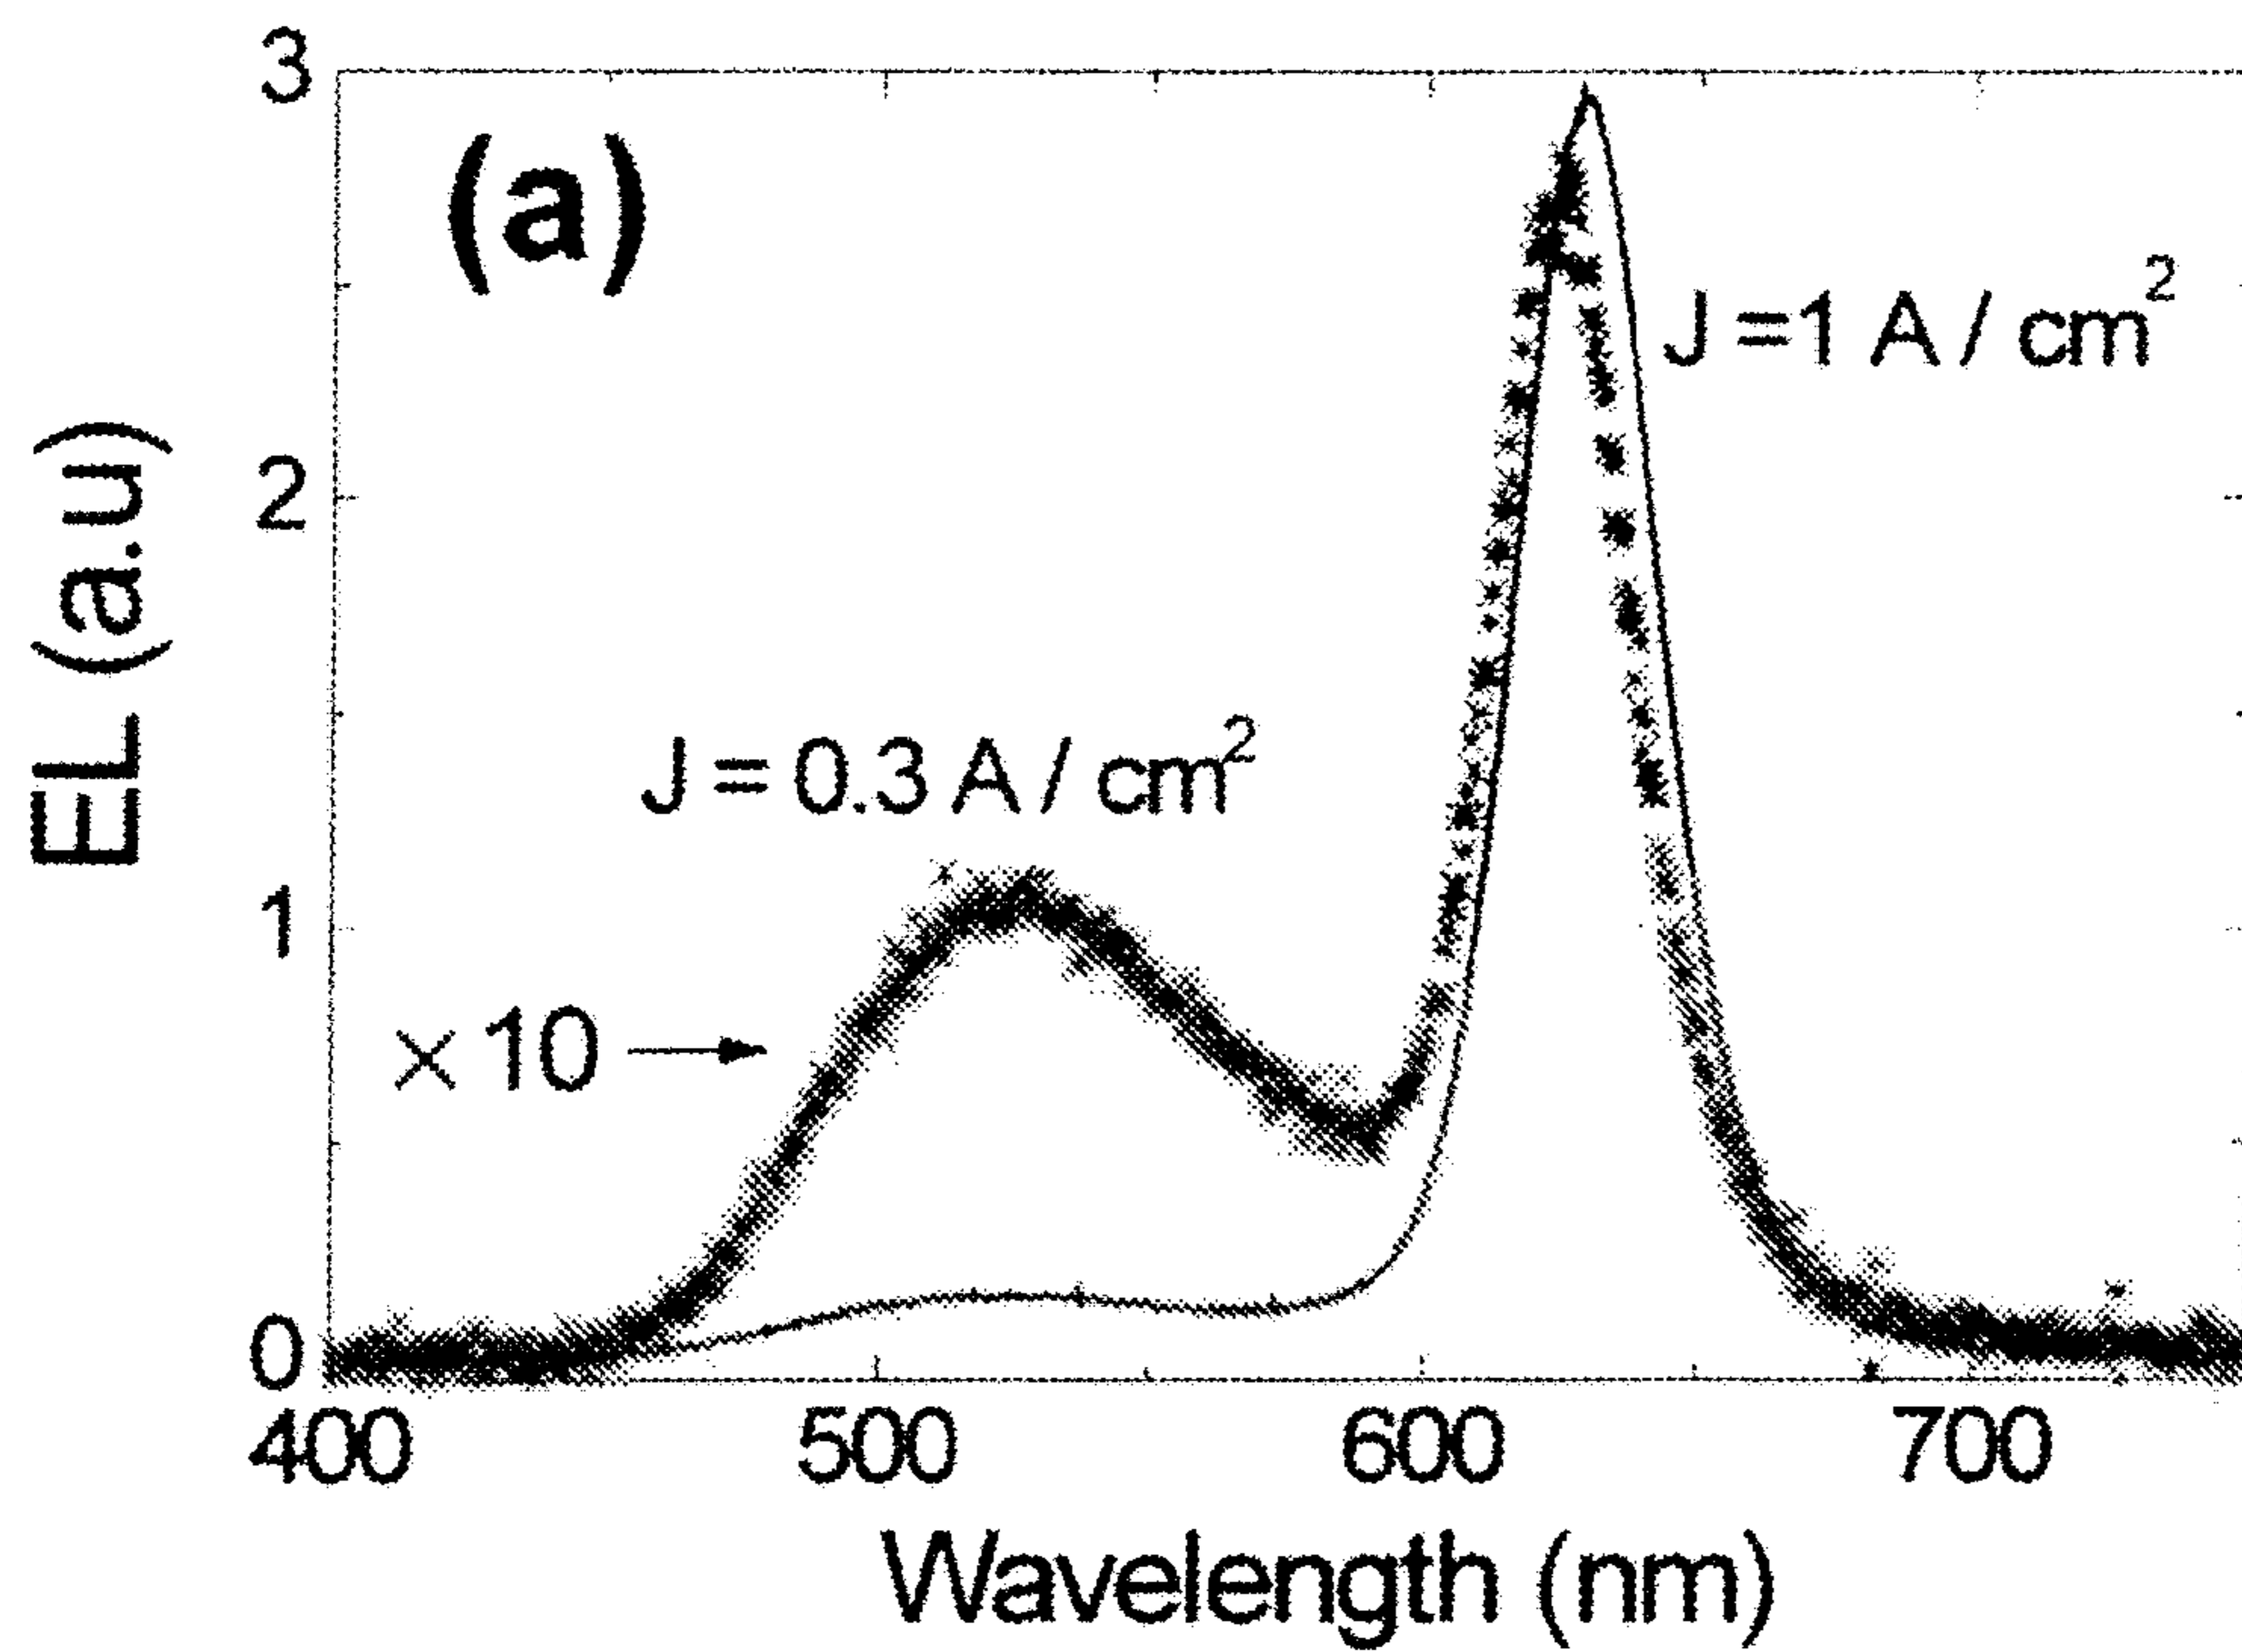 3
(a)
J =1 A / cm²
2
EL (a.u)
J = 0.3 A / cm²
1
×10
0
400 500 600 700
Wavelength (nm)